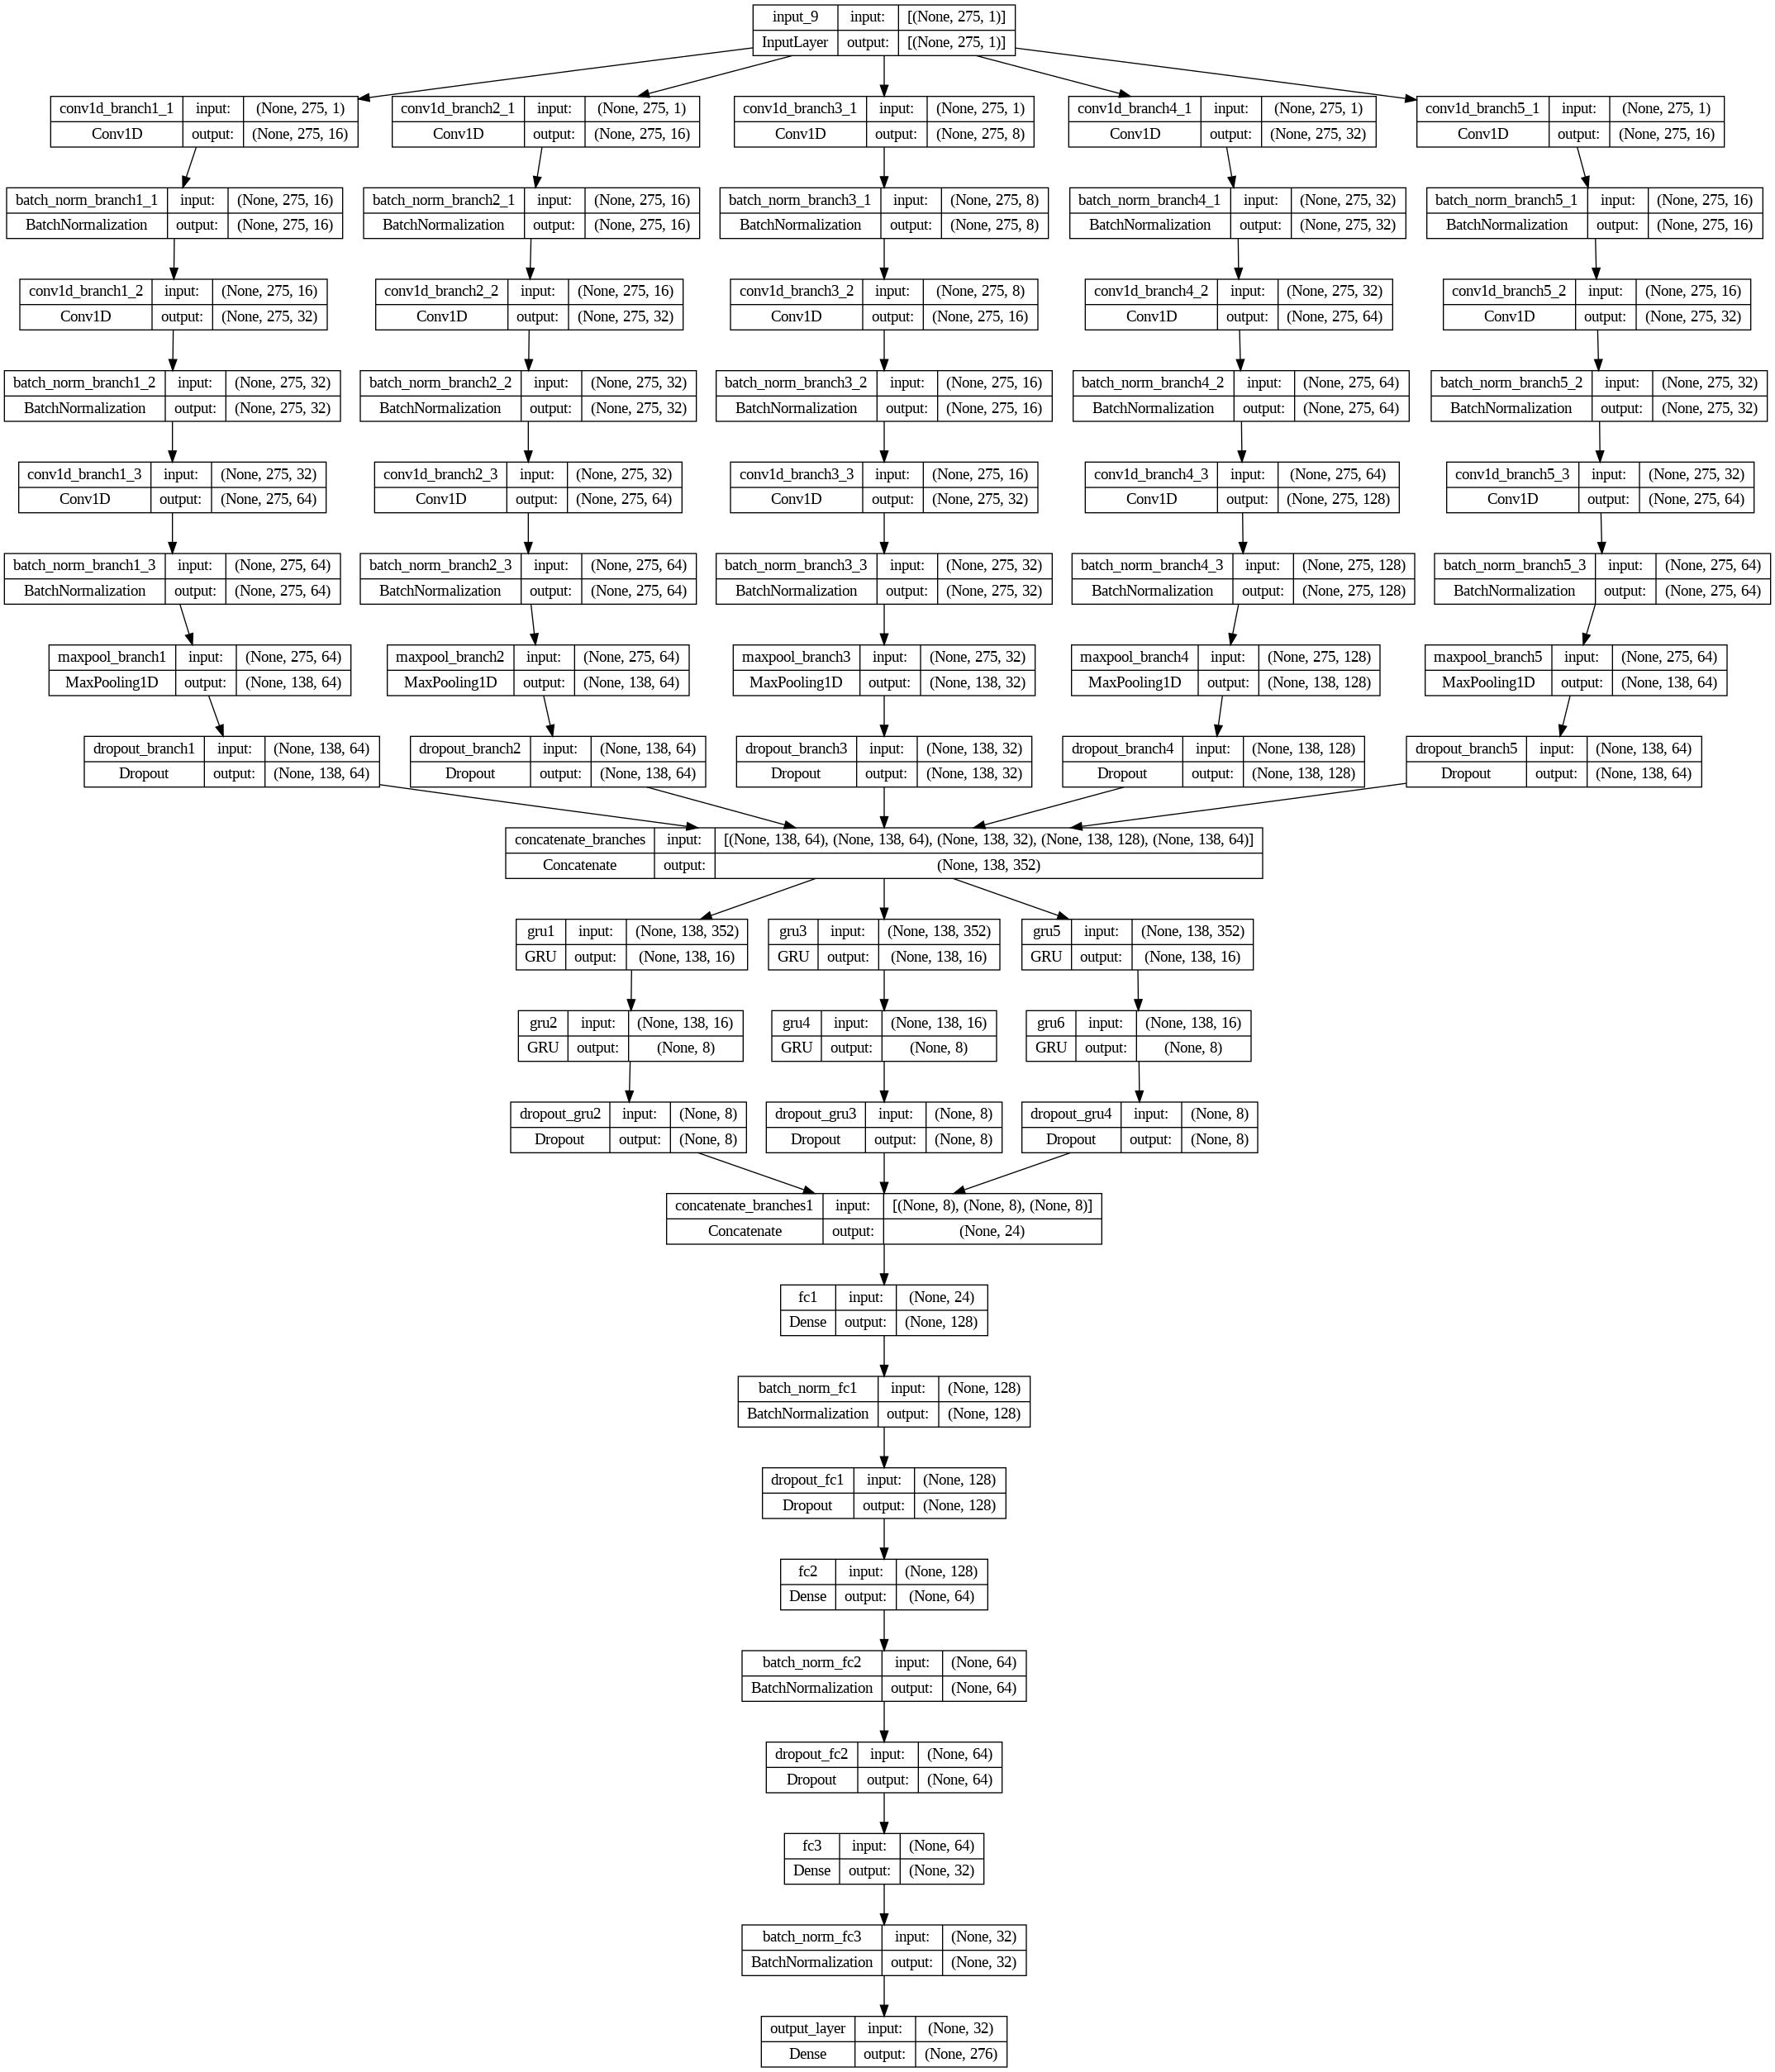 input_9 input: [(None, 275, 1)]
InputLayer output: [(None, 275, 1)]
conv1d_branch1_1 input: (None, 275, 1)
Conv1D output: (None, 275, 16)
conv1d_branch2_1 input: (None, 275, 1)
Conv1D output: (None, 275, 16)
conv1d_branch3_1 input: (None, 275, 1)
Conv1D output: (None, 275, 8)
conv1d_branch4_1 input: (None, 275, 1)
Conv1D output: (None, 275, 32)
conv1d_branch5_1 input: (None, 275, 1)
Conv1D output: (None, 275, 16)
batch_norm_branch1_1 input: (None, 275, 16)
BatchNormalization output: (None, 275, 16)
batch_norm_branch2_1 input: (None, 275, 16)
BatchNormalization output: (None, 275, 16)
batch_norm_branch3_1 input: (None, 275, 8)
BatchNormalization output: (None, 275, 8)
batch_norm_branch4_1 input: (None, 275, 32)
BatchNormalization output: (None, 275, 32)
batch_norm_branch5_1 input: (None, 275, 16)
BatchNormalization output: (None, 275, 16)
conv1d_branch1_2 input: (None, 275, 16)
Conv1D output: (None, 275, 32)
conv1d_branch2_2 input: (None, 275, 16)
Conv1D output: (None, 275, 32)
conv1d_branch3_2 input: (None, 275, 8)
Conv1D output: (None, 275, 16)
conv1d_branch4_2 input: (None, 275, 32)
Conv1D output: (None, 275, 64)
conv1d_branch5_2 input: (None, 275, 16)
Conv1D output: (None, 275, 32)
batch_norm_branch1_2 input: (None, 275, 32)
BatchNormalization output: (None, 275, 32)
batch_norm_branch2_2 input: (None, 275, 32)
BatchNormalization output: (None, 275, 32)
batch_norm_branch3_2 input: (None, 275, 16)
BatchNormalization output: (None, 275, 16)
batch_norm_branch4_2 input: (None, 275, 64)
BatchNormalization output: (None, 275, 64)
batch_norm_branch5_2 input: (None, 275, 32)
BatchNormalization output: (None, 275, 32)
conv1d_branch1_3 input: (None, 275, 32)
Conv1D output: (None, 275, 64)
conv1d_branch2_3 input: (None, 275, 32)
Conv1D output: (None, 275, 64)
conv1d_branch3_3 input: (None, 275, 16)
Conv1D output: (None, 275, 32)
conv1d_branch4_3 input: (None, 275, 64)
Conv1D output: (None, 275, 128)
conv1d_branch5_3 input: (None, 275, 32)
Conv1D output: (None, 275, 64)
batch_norm_branch1_3 input: (None, 275, 64)
BatchNormalization output: (None, 275, 64)
batch_norm_branch2_3 input: (None, 275, 64)
BatchNormalization output: (None, 275, 64)
batch_norm_branch3_3 input: (None, 275, 32)
BatchNormalization output: (None, 275, 32)
batch_norm_branch4_3 input: (None, 275, 128)
BatchNormalization output: (None, 275, 128)
batch_norm_branch5_3 input: (None, 275, 64)
BatchNormalization output: (None, 275, 64)
maxpool_branch1 input: (None, 275, 64)
MaxPooling1D output: (None, 138, 64)
maxpool_branch2 input: (None, 275, 64)
MaxPooling1D output: (None, 138, 64)
maxpool_branch3 input: (None, 275, 32)
MaxPooling1D output: (None, 138, 32)
maxpool_branch4 input: (None, 275, 128)
MaxPooling1D output: (None, 138, 128)
maxpool_branch5 input: (None, 275, 64)
MaxPooling1D output: (None, 138, 64)
dropout_branch1 input: (None, 138, 64)
Dropout output: (None, 138, 64)
dropout_branch2 input: (None, 138, 64)
Dropout output: (None, 138, 64)
dropout_branch3 input: (None, 138, 32)
Dropout output: (None, 138, 32)
dropout_branch4 input: (None, 138, 128)
Dropout output: (None, 138, 128)
dropout_branch5 input: (None, 138, 64)
Dropout output: (None, 138, 64)
concatenate_branches input: [(None, 138, 64), (None, 138, 64), (None, 138, 32), (None, 138, 128), (None, 138, 64)]
Concatenate output: (None, 138, 352)
gru1 input: (None, 138, 352)
GRU output: (None, 138, 16)
gru3 input: (None, 138, 352)
GRU output: (None, 138, 16)
gru5 input: (None, 138, 352)
GRU output: (None, 138, 16)
gru2 input: (None, 138, 16)
GRU output: (None, 8)
gru4 input: (None, 138, 16)
GRU output: (None, 8)
gru6 input: (None, 138, 16)
GRU output: (None, 8)
dropout_gru2 input: (None, 8)
Dropout output: (None, 8)
dropout_gru3 input: (None, 8)
Dropout output: (None, 8)
dropout_gru4 input: (None, 8)
Dropout output: (None, 8)
concatenate_branches1 input: [(None, 8), (None, 8), (None, 8)]
Concatenate output: (None, 24)
fc1 input: (None, 24)
Dense output: (None, 128)
batch_norm_fc1 input: (None, 128)
BatchNormalization output: (None, 128)
dropout_fc1 input: (None, 128)
Dropout output: (None, 128)
fc2 input: (None, 128)
Dense output: (None, 64)
batch_norm_fc2 input: (None, 64)
BatchNormalization output: (None, 64)
dropout_fc2 input: (None, 64)
Dropout output: (None, 64)
fc3 input: (None, 64)
Dense output: (None, 32)
batch_norm_fc3 input: (None, 32)
BatchNormalization output: (None, 32)
output_layer input: (None, 32)
Dense output: (None, 276)